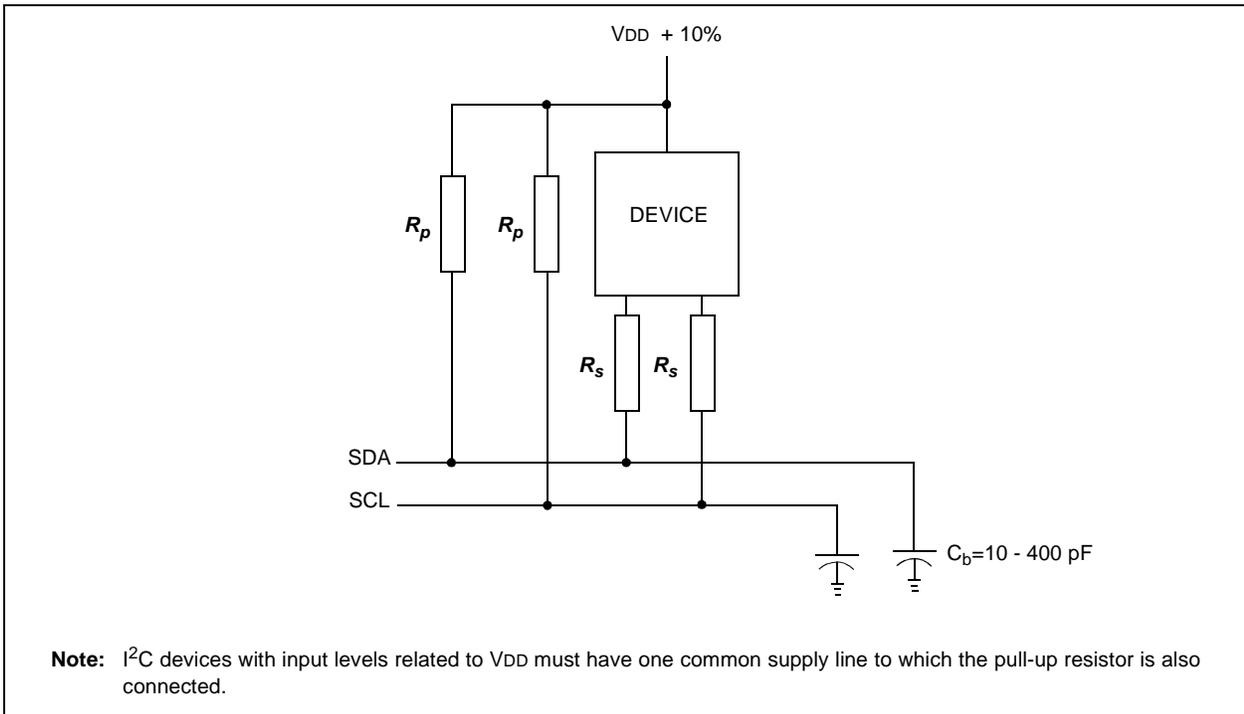 VDD + 10%
DEVICE
Rp
Rp
Rs
Rs
SDA
SCL
Cb=10 - 400 pF
Note: I2C devices with input levels related to VDD must have one common supply line to which the pull-up resistor is also
connected.